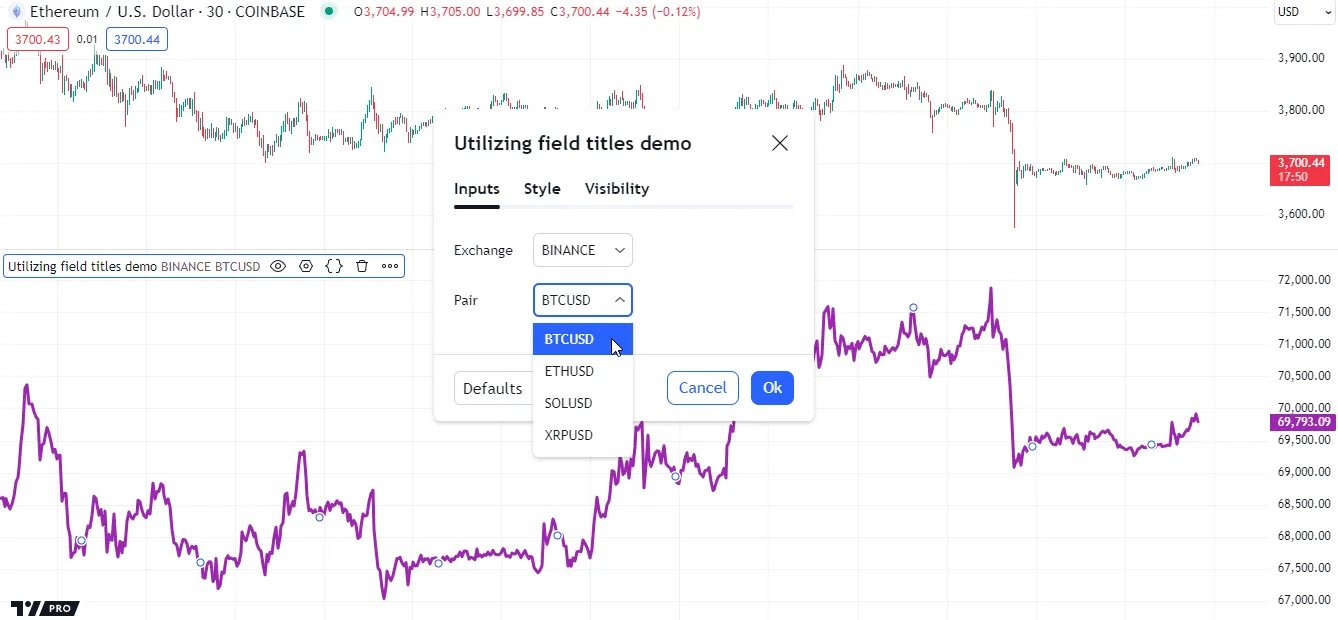 Ethereum / U.S. Dollar · 30 · COINBASE O3,704.99 H3,705.00 L3,699.85 C3,700.44 −4.35 (−0.12%)
USD
3700.43 0.01 3700.44
3,900.00
3,800.00
3,700.44
17:50
3,600.00
Utilizing field titles demo
Inputs Style Visibility
Exchange BINANCE
Pair BTCUSD
BTCUSD
ETHUSD
SOLUSD
XRPUSD
Defaults Cancel Ok
Utilizing field titles demo BINANCE BTCUSD
72,000.00
71,500.00
71,000.00
70,500.00
70,000.00
69,793.09
69,500.00
69,000.00
68,500.00
68,000.00
67,500.00
67,000.00
PRO